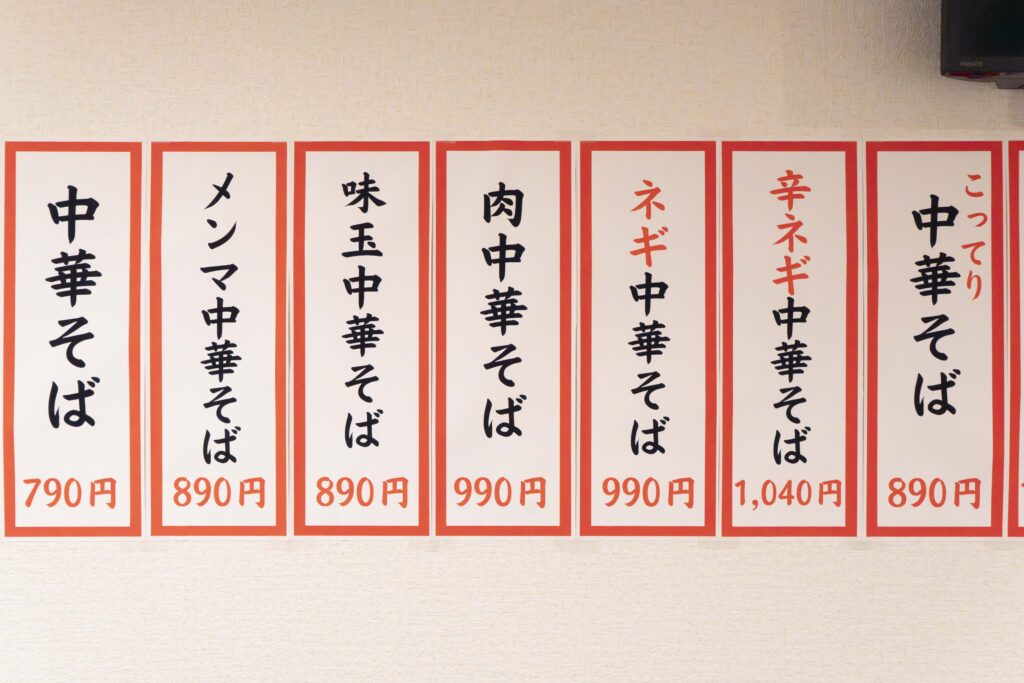 中華そば
790円
メンマ中華そば
890円
味玉中華そば
890円
肉中華そば
990円
ネギ中華そば
990円
辛ネギ中華そば
1,040円
こってり
中華そば
890円